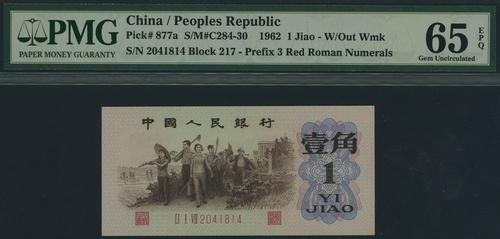 PMG
PAPER MONEY GUARANTY
China / Peoples Republic
Pick# 877a S/M#C284-30 1962 1 Jiao - W/Out Wmk
S/N 2041814 Block 217 - Prefix 3 Red Roman Numerals
65
EPQ
Gem Uncirculated
中國人民銀行
壹角
1
YI
JIAO
II I VII 2041814